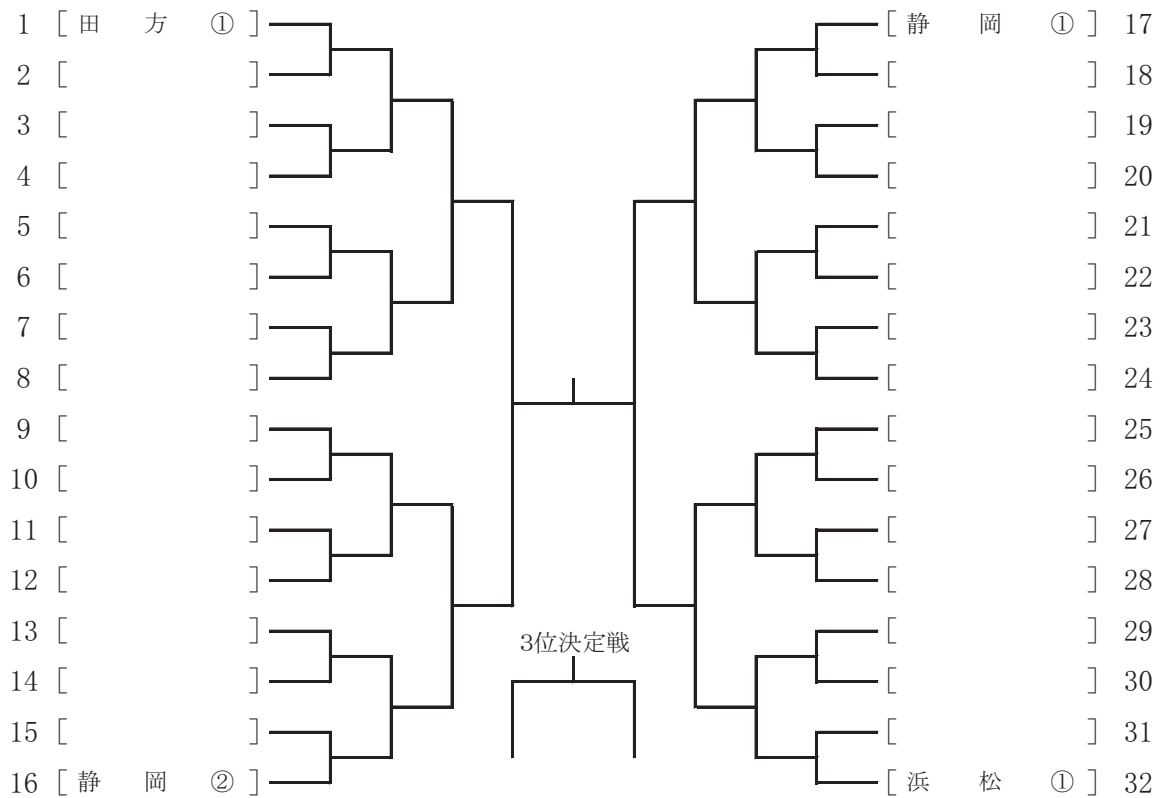 1 [ 田 方 ① ] [ 静 岡 ① ] 17
2 [ ] [ ] 18
3 [ ] [ ] 19
4 [ ] [ ] 20
5 [ ] [ ] 21
6 [ ] [ ] 22
7 [ ] [ ] 23
8 [ ] [ ] 24
9 [ ] [ ] 25
10 [ ] [ ] 26
11 [ ] [ ] 27
12 [ ] [ ] 28
13 [ ] 3位決定戦 [ ] 29
14 [ ] [ ] 30
15 [ ] [ ] 31
16 [ 静 岡 ② ] [ 浜 松 ① ] 32